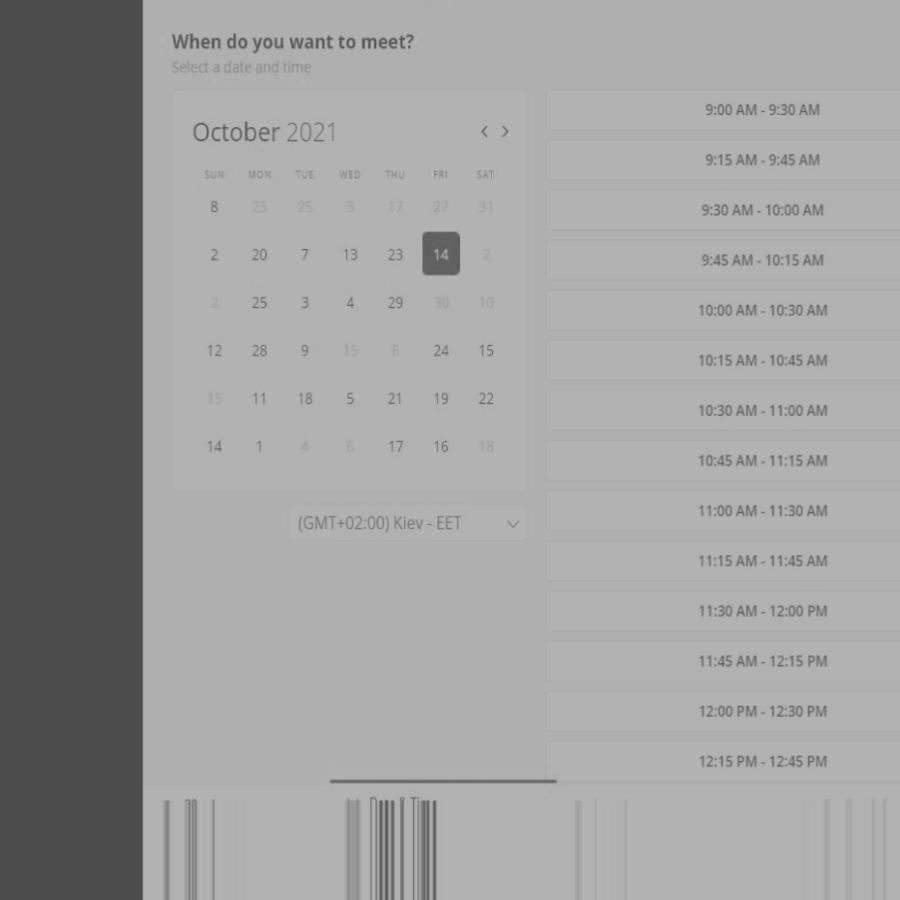 When do you want to meet?
Select a date and time
October 2021
SUN MON TUE WED THU FRI SAT
8 25 25 3 17 27 31
2 20 7 13 23 14 2
2 25 3 4 29 30 10
12 28 9 15 6 24 15
15 11 18 5 21 19 22
14 1 4 6 17 16 18
(GMT+02:00) Kiev - EET
9:00 AM - 9:30 AM
9:15 AM - 9:45 AM
9:30 AM - 10:00 AM
9:45 AM - 10:15 AM
10:00 AM - 10:30 AM
10:15 AM - 10:45 AM
10:30 AM - 11:00 AM
10:45 AM - 11:15 AM
11:00 AM - 11:30 AM
11:15 AM - 11:45 AM
11:30 AM - 12:00 PM
11:45 AM - 12:15 PM
12:00 PM - 12:30 PM
12:15 PM - 12:45 PM